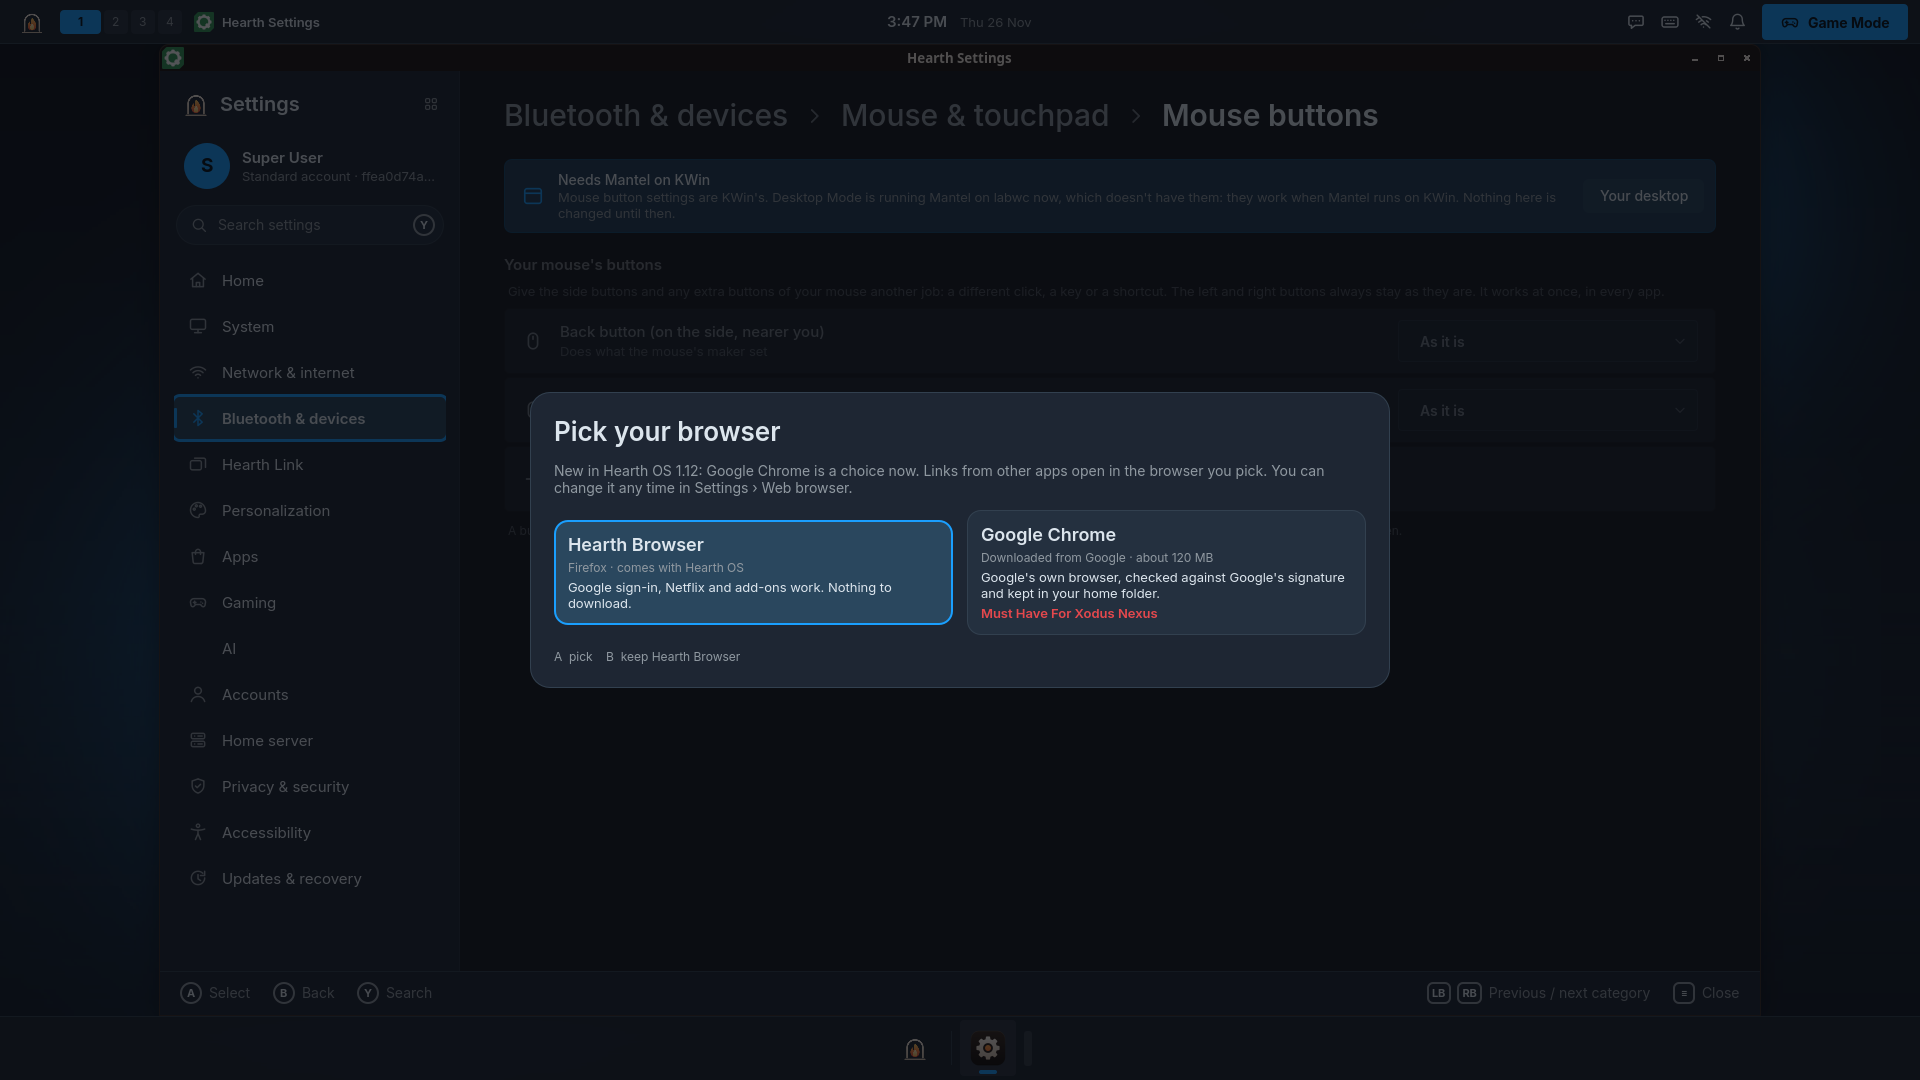 1 2 3 4 Hearth Settings
3:47 PM Thu 26 Nov
Game Mode
Hearth Settings
Settings
S
Super User
Standard account · ffea0d74a...
Search settings Y
Home
System
Network & internet
Bluetooth & devices
Hearth Link
Personalization
Apps
Gaming
AI
Accounts
Home server
Privacy & security
Accessibility
Updates & recovery
Bluetooth & devices > Mouse & touchpad > Mouse buttons
Needs Mantel on KWin
Mouse button settings are KWin's. Desktop Mode is running Mantel on labwc now, which doesn't have them: they work when Mantel runs on KWin. Nothing here is
changed until then.
Your desktop
Your mouse's buttons
Give the side buttons and any extra buttons of your mouse another job: a different click, a key or a shortcut. The left and right buttons always stay as they are. It works at once, in every app.
Back button (on the side, nearer you)
Does what the mouse's maker set
As it is
As it is
Pick your browser
New in Hearth OS 1.12: Google Chrome is a choice now. Links from other apps open in the browser you pick. You can
change it any time in Settings › Web browser.
Hearth Browser
Firefox · comes with Hearth OS
Google sign-in, Netflix and add-ons work. Nothing to
download.
Google Chrome
Downloaded from Google · about 120 MB
Google's own browser, checked against Google's signature
and kept in your home folder.
Must Have For Xodus Nexus
A pick B keep Hearth Browser
A Select B Back Y Search
LB RB Previous / next category ≡ Close